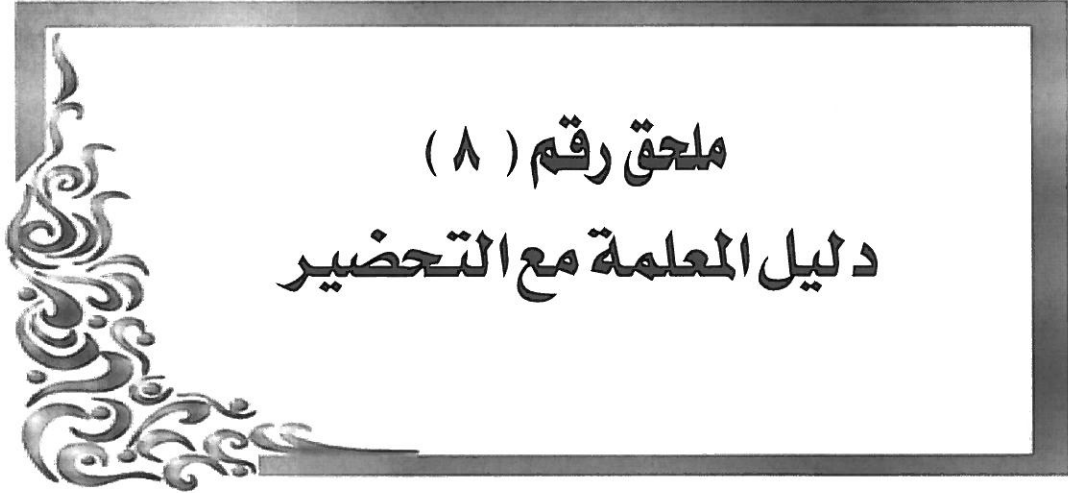 ملحق رقم ( ٨ )
دليل المعلمة مع التحضير